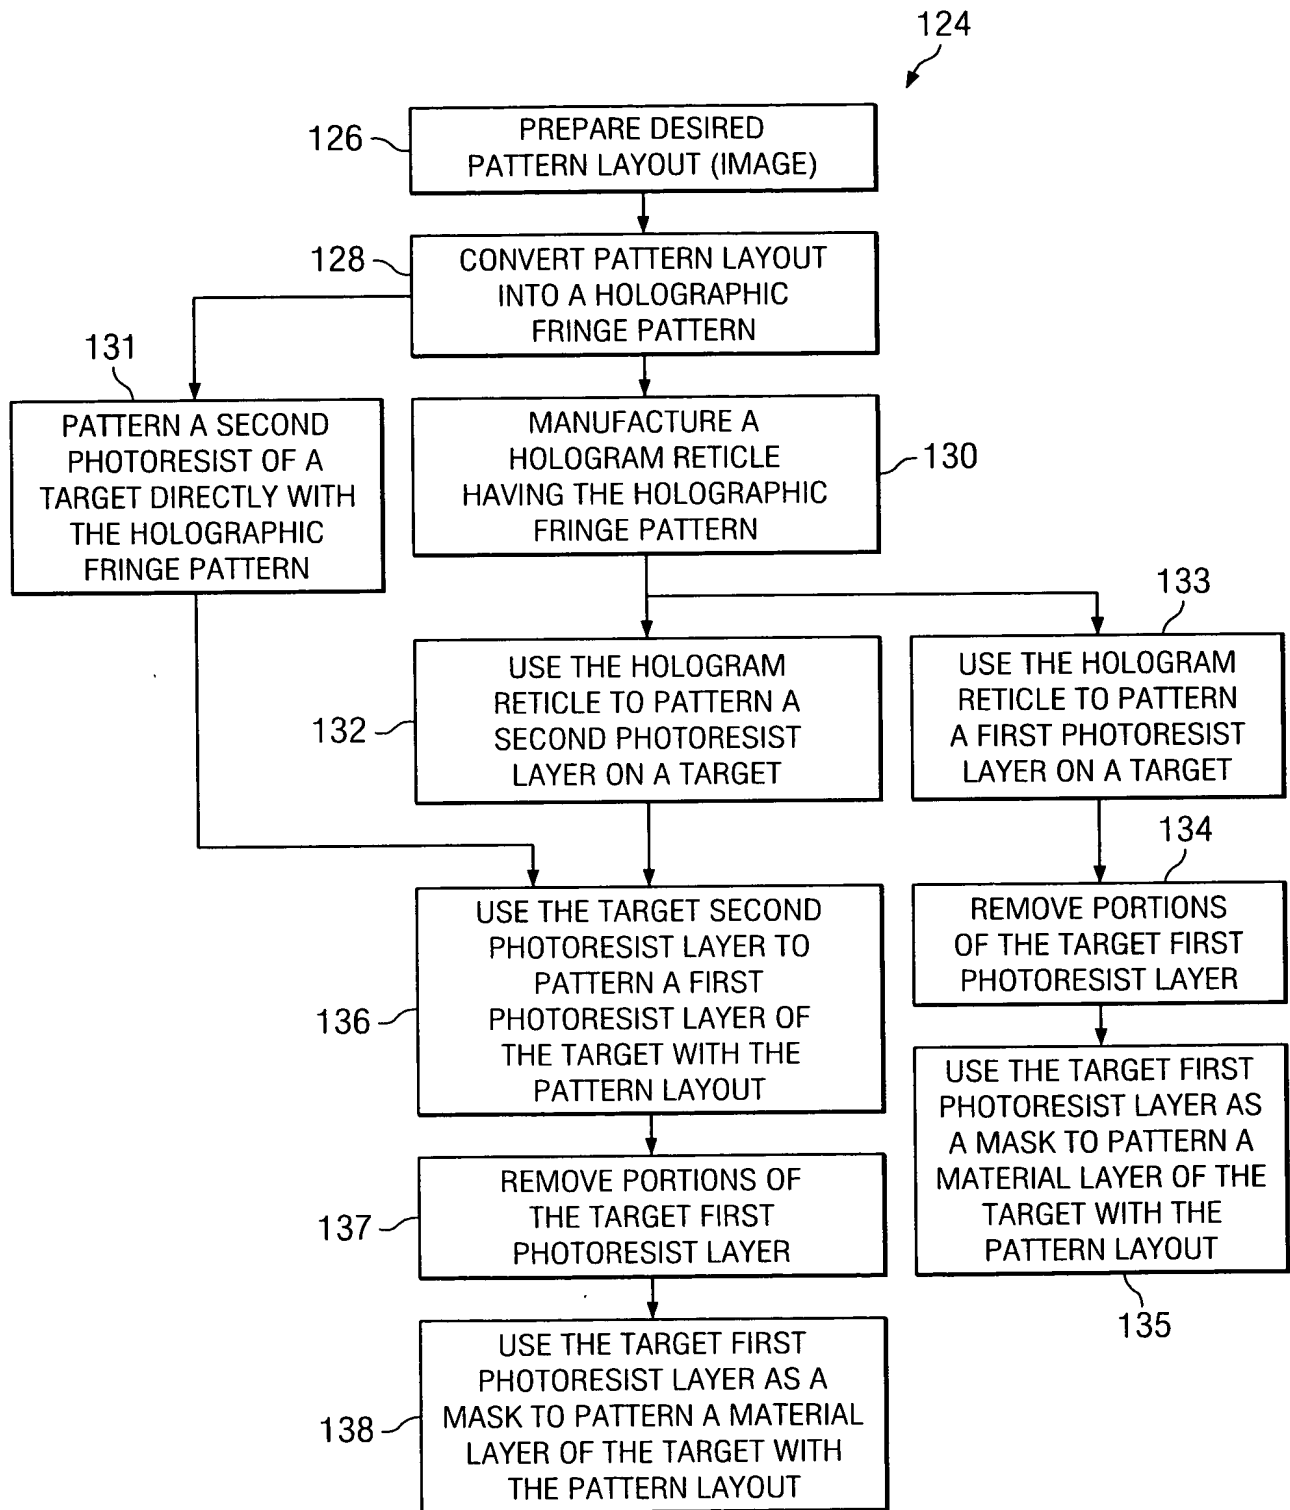 124
126
PREPARE DESIRED
PATTERN LAYOUT (IMAGE)
128
CONVERT PATTERN LAYOUT
INTO A HOLOGRAPHIC
FRINGE PATTERN
131
PATTERN A SECOND
PHOTORESIST OF A
TARGET DIRECTLY WITH
THE HOLOGRAPHIC
FRINGE PATTERN
MANUFACTURE A
HOLOGRAM RETICLE
HAVING THE HOLOGRAPHIC
FRINGE PATTERN
130
132
USE THE HOLOGRAM
RETICLE TO PATTERN A
SECOND PHOTORESIST
LAYER ON A TARGET
133
USE THE HOLOGRAM
RETICLE TO PATTERN
A FIRST PHOTORESIST
LAYER ON A TARGET
134
REMOVE PORTIONS
OF THE TARGET FIRST
PHOTORESIST LAYER
136
USE THE TARGET SECOND
PHOTORESIST LAYER TO
PATTERN A FIRST
PHOTORESIST LAYER OF
THE TARGET WITH THE
PATTERN LAYOUT
USE THE TARGET FIRST
PHOTORESIST LAYER AS
A MASK TO PATTERN A
MATERIAL LAYER OF THE
TARGET WITH THE
PATTERN LAYOUT
135
137
REMOVE PORTIONS OF
THE TARGET FIRST
PHOTORESIST LAYER
138
USE THE TARGET FIRST
PHOTORESIST LAYER AS A
MASK TO PATTERN A MATERIAL
LAYER OF THE TARGET WITH
THE PATTERN LAYOUT